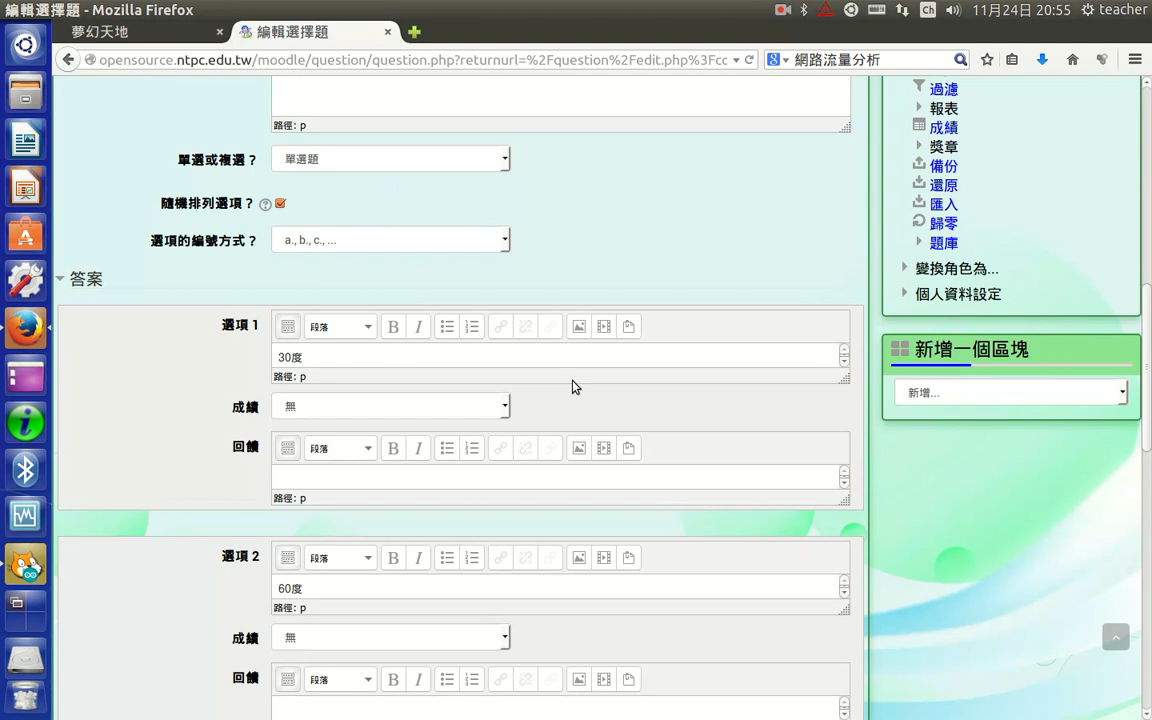 編輯選擇題 - Mozilla Firefox
Ch
11月24日 20:55
teacher
夢幻天地
編輯選擇題
opensource.ntpc.edu.tw/moodle/question/question.php?returnurl=%2Fquestion%2Fedit.php%3Fcc
網路流量分析
路徑: p
單選或複選？
單選題
隨機排列選項？
選項的編號方式？
a., b., c., ...
答案
選項 1
段落
B
I
30度
路徑: p
成績
無
回饋
段落
B
I
路徑: p
選項 2
段落
B
I
60度
路徑: p
成績
無
回饋
段落
B
I
過濾
報表
成績
獎章
備份
還原
匯入
歸零
題庫
變換角色為...
個人資料設定
新增一個區塊
新增...